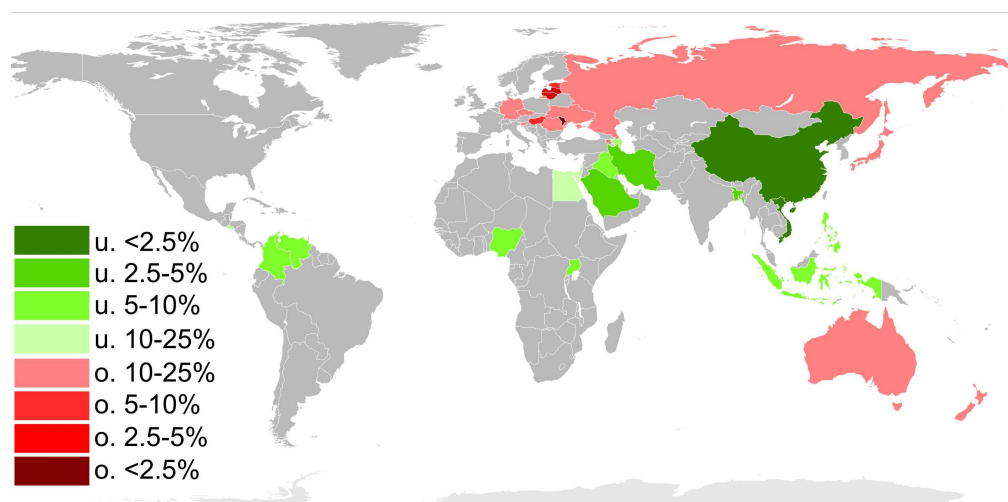 u. <2.5%
u. 2.5-5%
u. 5-10%
u. 10-25%
o. 10-25%
o. 5-10%
o. 2.5-5%
o. <2.5%